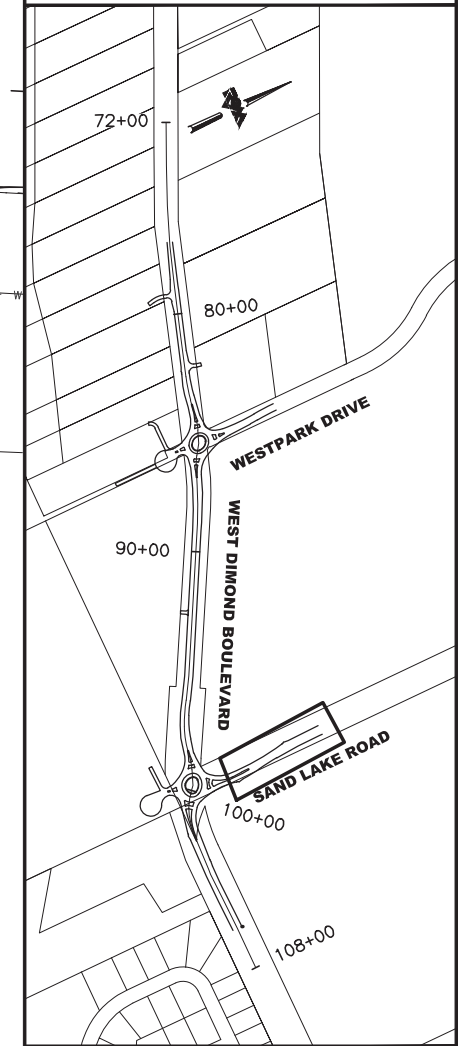 72+00
80+00
WESTPARK DRIVE
90+00
WEST DIMOND BOULEVARD
SAND LAKE ROAD
100+00
108+00
W